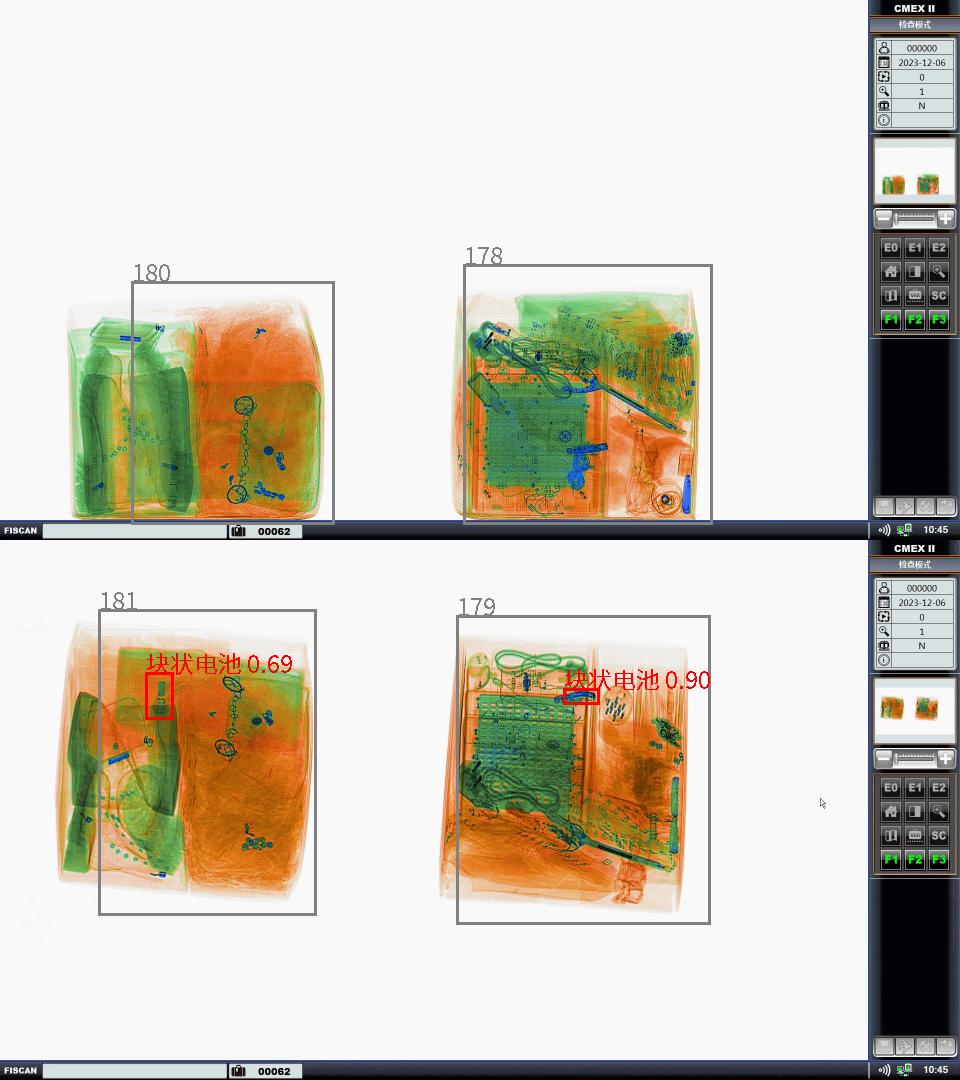 CMEX II
检查模式
000000
2023-12-06
0
1
N
E0 E1 E2
SC
F1 F2 F3
180
178
FISCAN
00062
10:45
CMEX II
检查模式
000000
2023-12-06
0
1
N
E0 E1 E2
SC
F1 F2 F3
181
179
块状电池 0.69
块状电池 0.90
FISCAN
00062
10:45